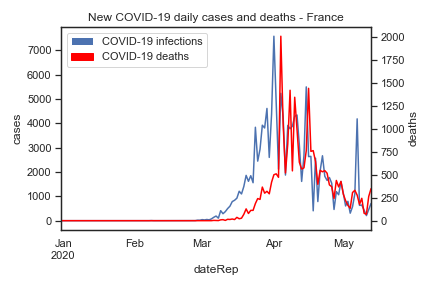 New COVID-19 daily cases and deaths - France
COVID-19 infections
COVID-19 deaths
7000
6000
5000
4000
3000
2000
1000
0
cases
2000
1750
1500
1250
1000
750
500
250
0
deaths
Jan Feb Mar Apr May
2020
dateRep